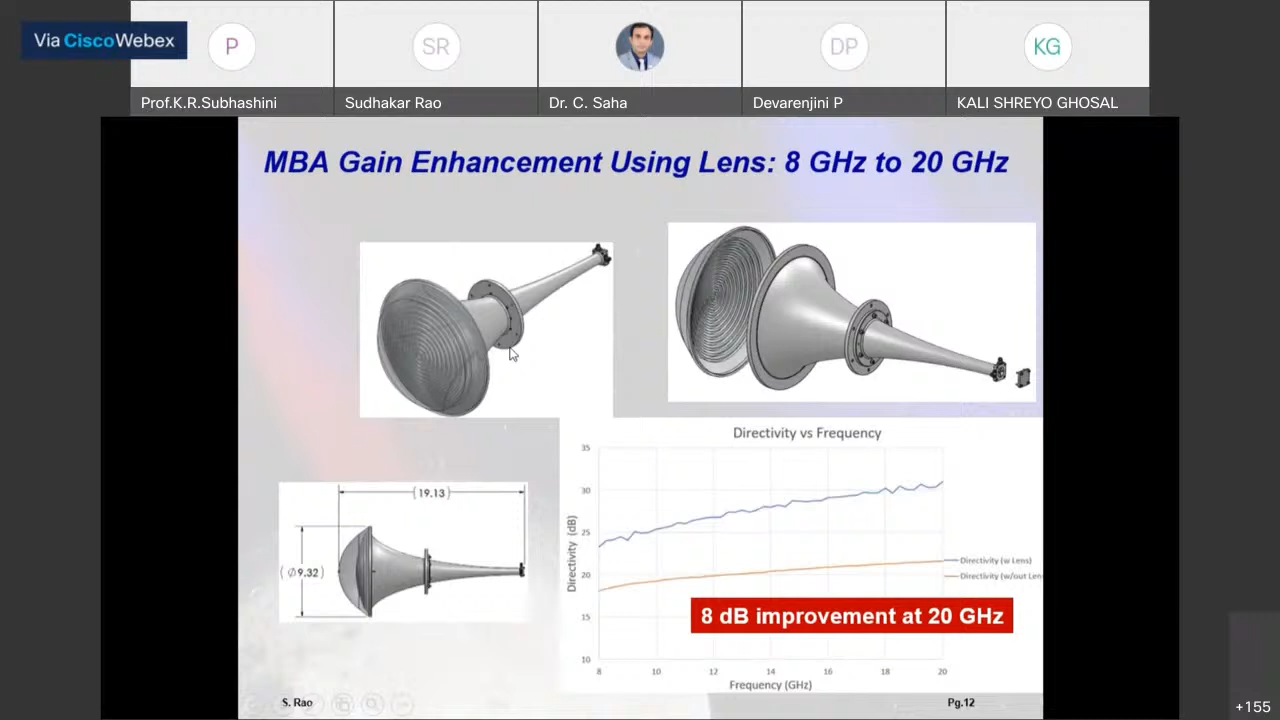 Via CiscoWebex
P
SR
DP
KG
Prof.K.R.Subhashini
Sudhakar Rao
Dr. C. Saha
Devarenjini P
KALI SHREYO GHOSAL
MBA Gain Enhancement Using Lens: 8 GHz to 20 GHz
(19.13)
(Ø9.32)
Directivity vs Frequency
Directivity (dB)
35
30
25
20
15
10
8 10 12 14 16 18 20
Frequency (GHz)
Directivity (w Lens)
Directivity (w/out Len
8 dB improvement at 20 GHz
S. Rao
Pg.12
+155